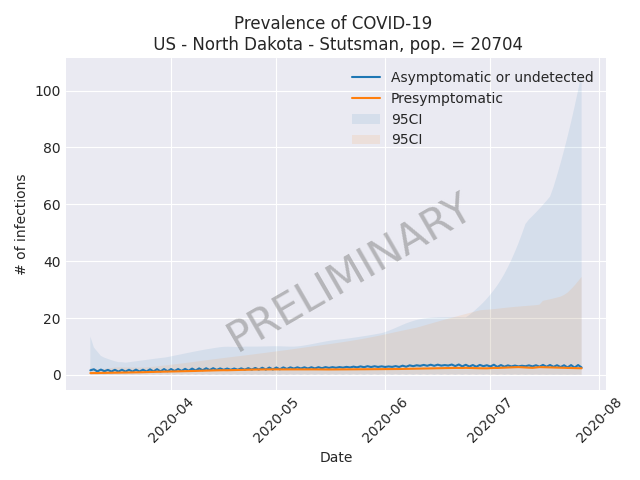 Prevalence of COVID-19
US - North Dakota - Stutsman, pop. = 20704
Asymptomatic or undetected
Presymptomatic
95CI
95CI
PRELIMINARY
# of infections
100
80
60
40
20
0
2020-04
2020-05
2020-06
2020-07
2020-08
Date